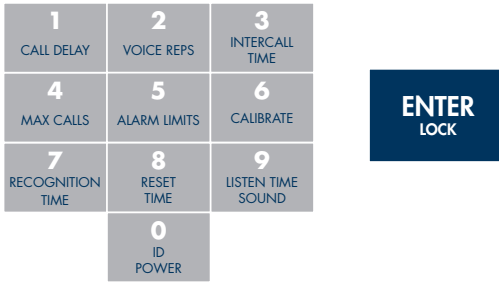 1
CALL DELAY
2
VOICE REPS
3
INTERCALL
TIME
4
MAX CALLS
5
ALARM LIMITS
6
CALIBRATE
7
RECOGNITION
TIME
8
RESET
TIME
9
LISTEN TIME
SOUND
0
ID
POWER
ENTER
LOCK